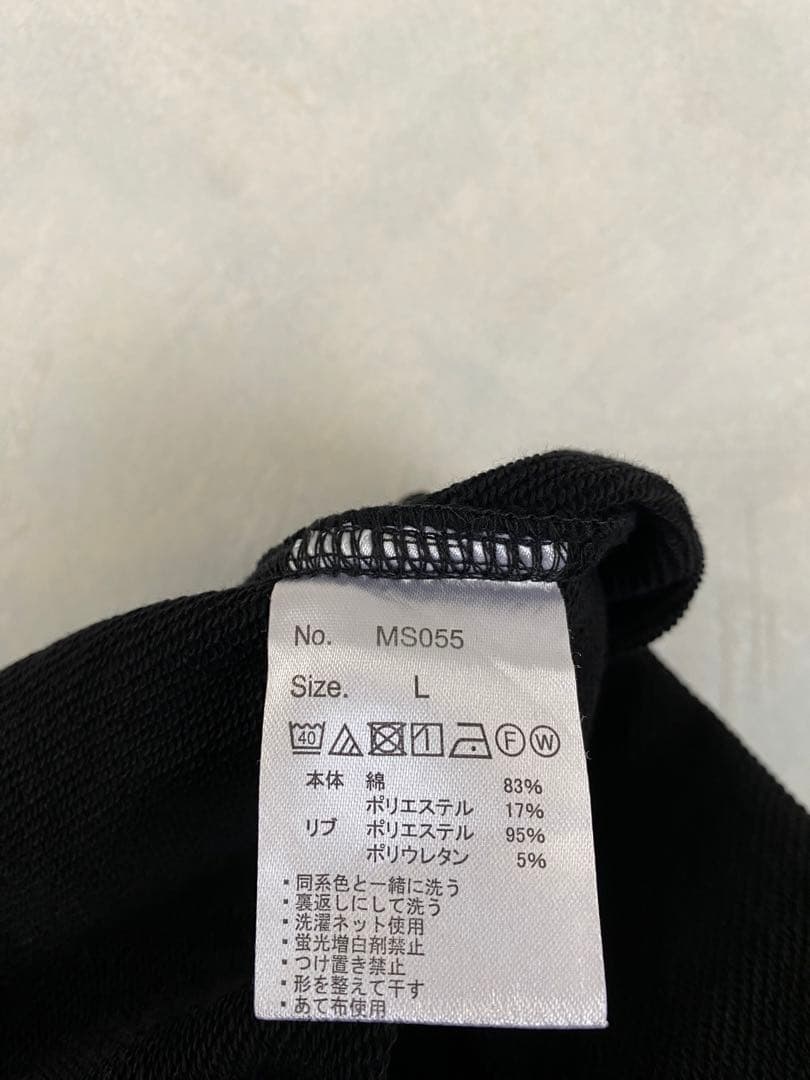 No. MS055
Size. L
40 F W
本体 綿 83%
ポリエステル 17%
リブ ポリエステル 95%
ポリウレタン 5%
・同系色と一緒に洗う
・裏返しにして洗う
・洗濯ネット使用
・蛍光増白剤禁止
・つけ置き禁止
・形を整えて干す
・あて布使用